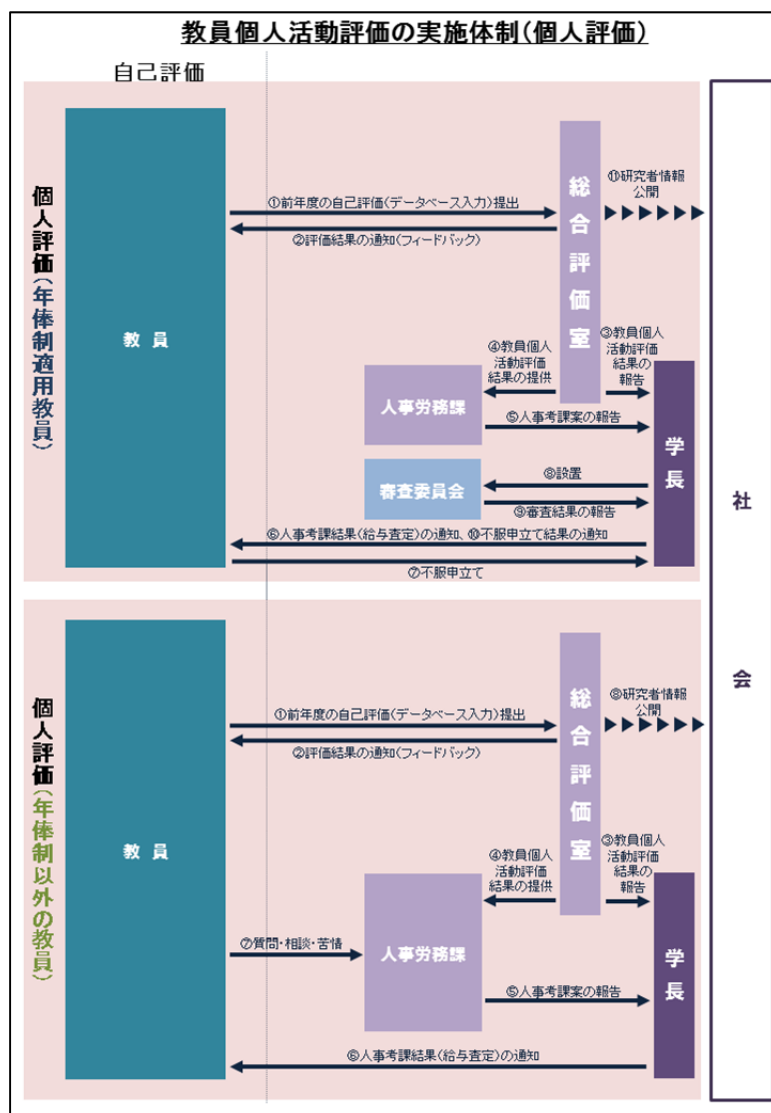 教員個人活動評価の実施体制(個人評価)
自己評価
個人評価(年俸制適用教員)
教員
①前年度の自己評価(データベース入力)提出
②評価結果の通知(フィードバック)
総合評価室
⑪研究者情報
公開
④教員個人
活動評価
結果の提供
③教員個人
活動評価
結果の
報告
人事労務課
⑤人事考課案の報告
学長
審査委員会
⑧設置
⑨審査結果の報告
⑥人事考課結果(給与査定)の通知、⑩不服申立て結果の通知
⑦不服申立て
社会
個人評価(年俸制以外の教員)
教員
①前年度の自己評価(データベース入力)提出
②評価結果の通知(フィードバック)
総合評価室
⑧研究者情報
公開
④教員個人
活動評価
結果の提供
③教員個人
活動評価
結果の
報告
⑦質問・相談・苦情
人事労務課
⑤人事考課案の報告
学長
⑥人事考課結果(給与査定)の通知